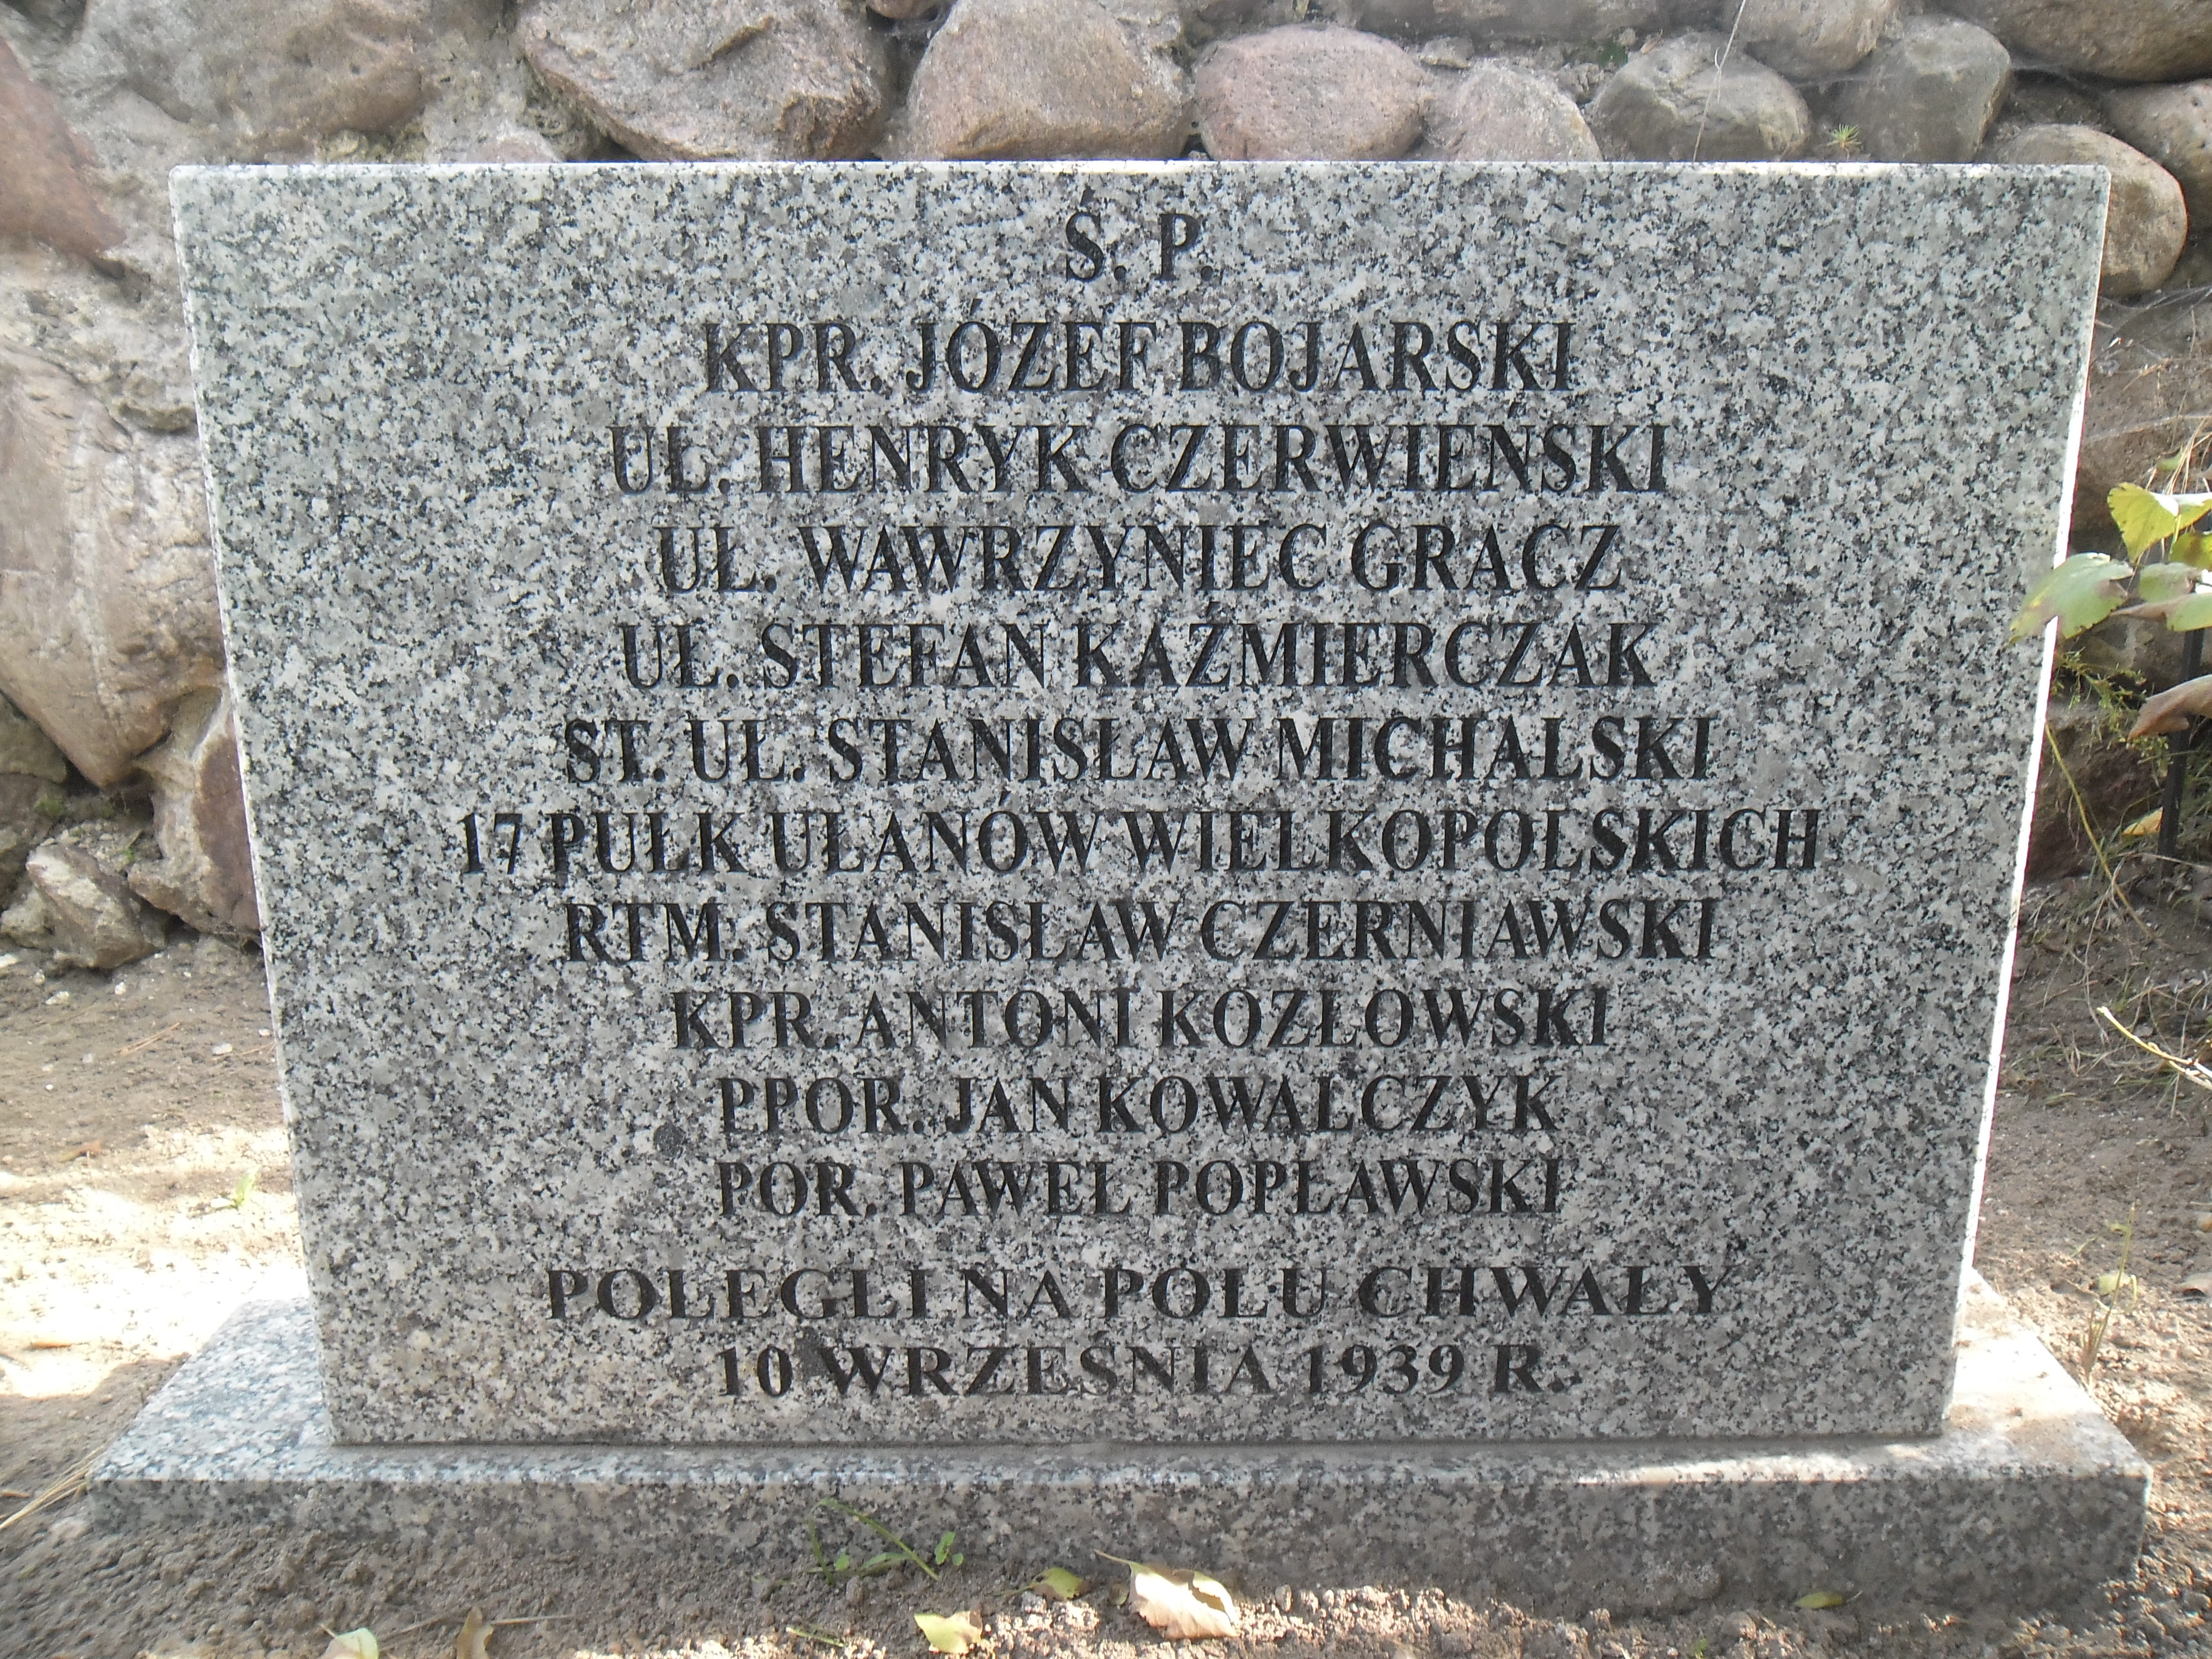 Ś. P.
KPR. JÓZEF BOJARSKI
UŁ. HENRYK CZERWIEŃSKI
UŁ. WAWRZYNIEC GRACZ
UŁ. STEFAN KAŹMIERCZAK
ST. UŁ. STANISŁAW MICHALSKI
17 PUŁK UŁANÓW WIELKOPOLSKICH
RTM. STANISŁAW CZERNIAWSKI
KPR. ANTONI KOZŁOWSKI
PPOR. JAN KOWALCZYK
POR. PAWEŁ POPŁAWSKI
POLEGLI NA POLU CHWAŁY
10 WRZEŚNIA 1939 R.